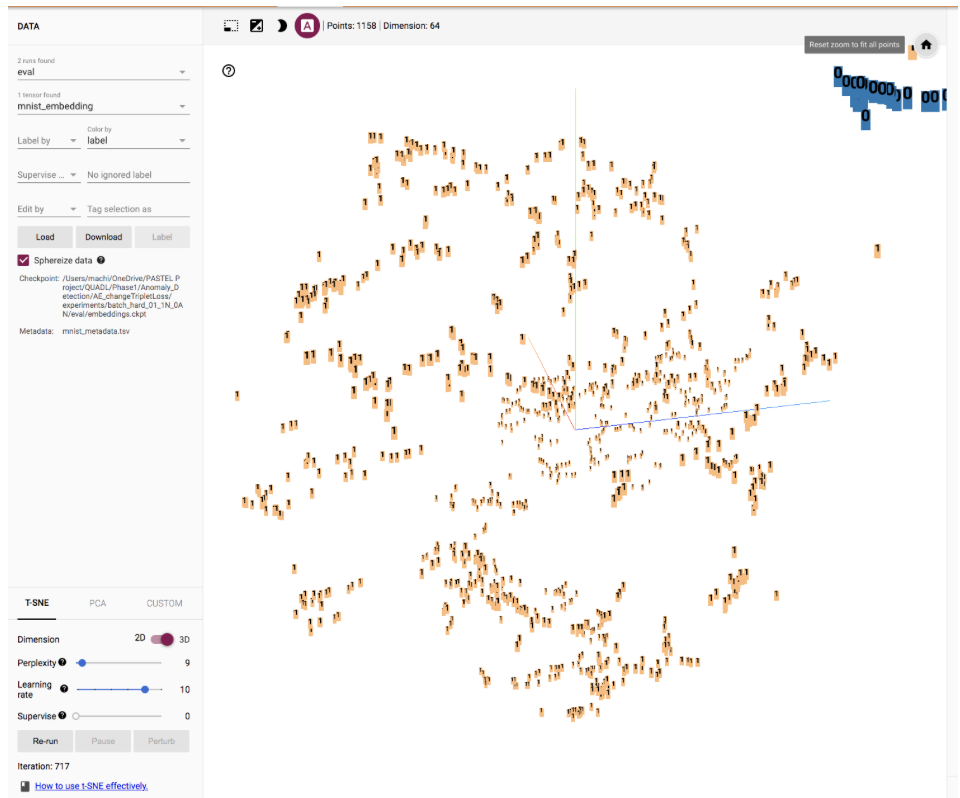 DATA
A
Points: 1158
Dimension: 64
Reset zoom to fit all points
2 runs found
eval
1 tensor found
mnist_embedding
Label by
Color by
label
Supervise ...
No ignored label
Edit by
Tag selection as
Load
Download
Label
Sphereize data
Checkpoint: /Users/machi/OneDrive/PASTEL P
roject/QUADL/Phase1/Anomaly_D
etection/AE_changeTripletLoss/
experiments/batch_hard_01_1N_0A
N/eval/embeddings.ckpt
Metadata: mnist_metadata.tsv
T-SNE
PCA
CUSTOM
Dimension 2D 3D
Perplexity 9
Learning
rate 10
Supervise 0
Re-run
Pause
Perturb
Iteration: 717
How to use t-SNE effectively.